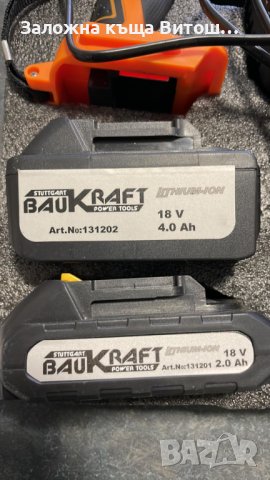 Заложна къща Витош...
STUTTGART
BAUKRAFT
POWER TOOLS
LITHIUM-ION
18 V
4.0 Ah
Art.No:131202
STUTTGART
BAUKRAFT
POWER TOOLS
LITHIUM-ION
18 V
Art.No:131201 2.0 Ah
bazar